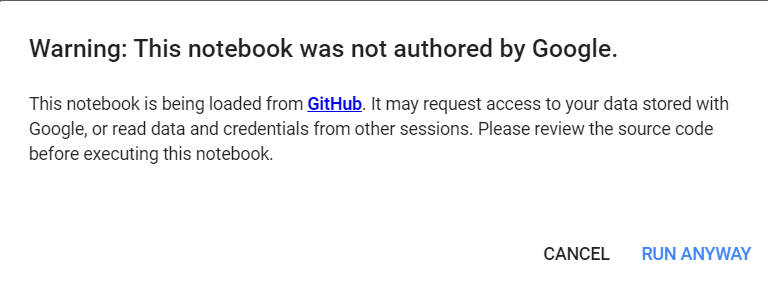 Warning: This notebook was not authored by Google.
This notebook is being loaded from GitHub. It may request access to your data stored with
Google, or read data and credentials from other sessions. Please review the source code
before executing this notebook.
CANCEL RUN ANYWAY